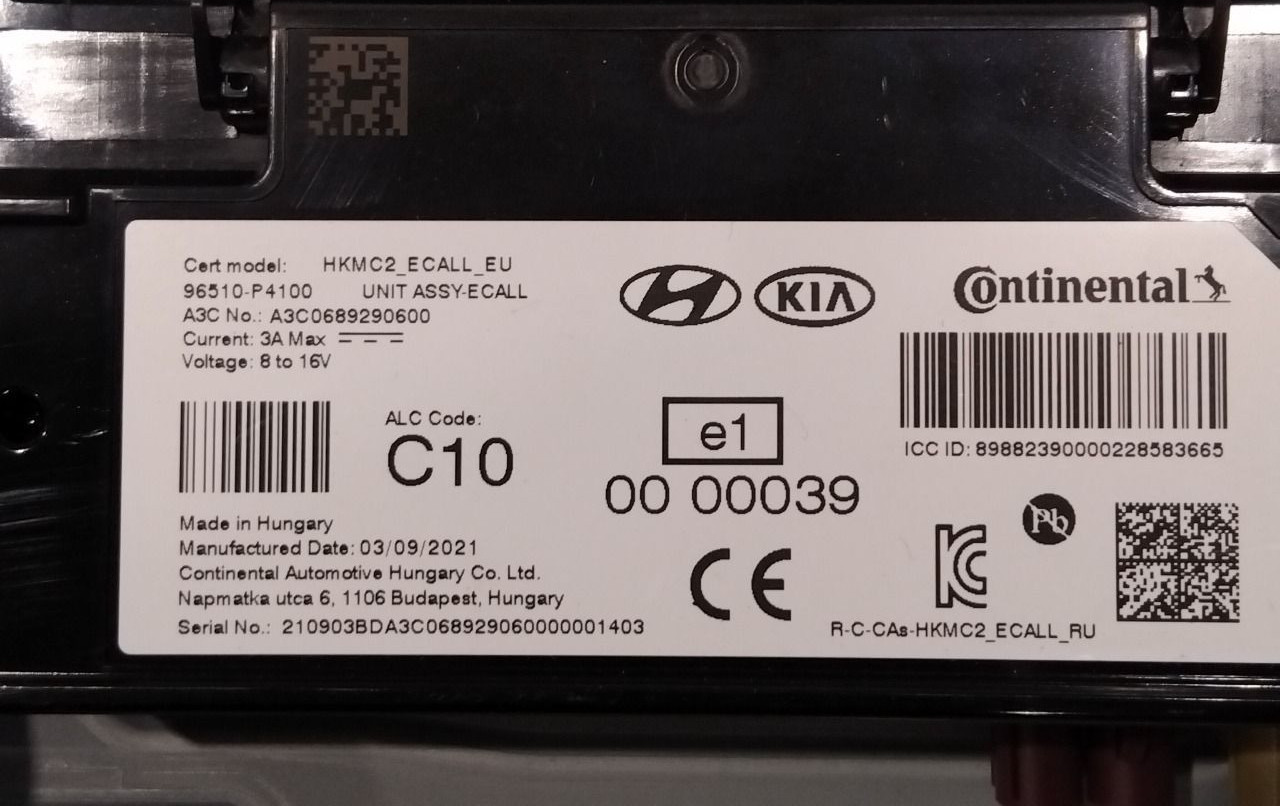 Cert model: HKMC2_ECALL_EU
96510-P4100 UNIT ASSY-ECALL
A3C No.: A3C0689290600
Current: 3A Max
Voltage: 8 to 16V
KIA
Continental
ICC ID: 89882390000228583665
ALC Code:
C10
e1
00 00039
Made in Hungary
Manufactured Date: 03/09/2021
Continental Automotive Hungary Co. Ltd.
Napmatka utca 6, 1106 Budapest, Hungary
Serial No.: 210903BDA3C068929060000001403
CE
KC
Pb
R-C-CAs-HKMC2_ECALL_RU